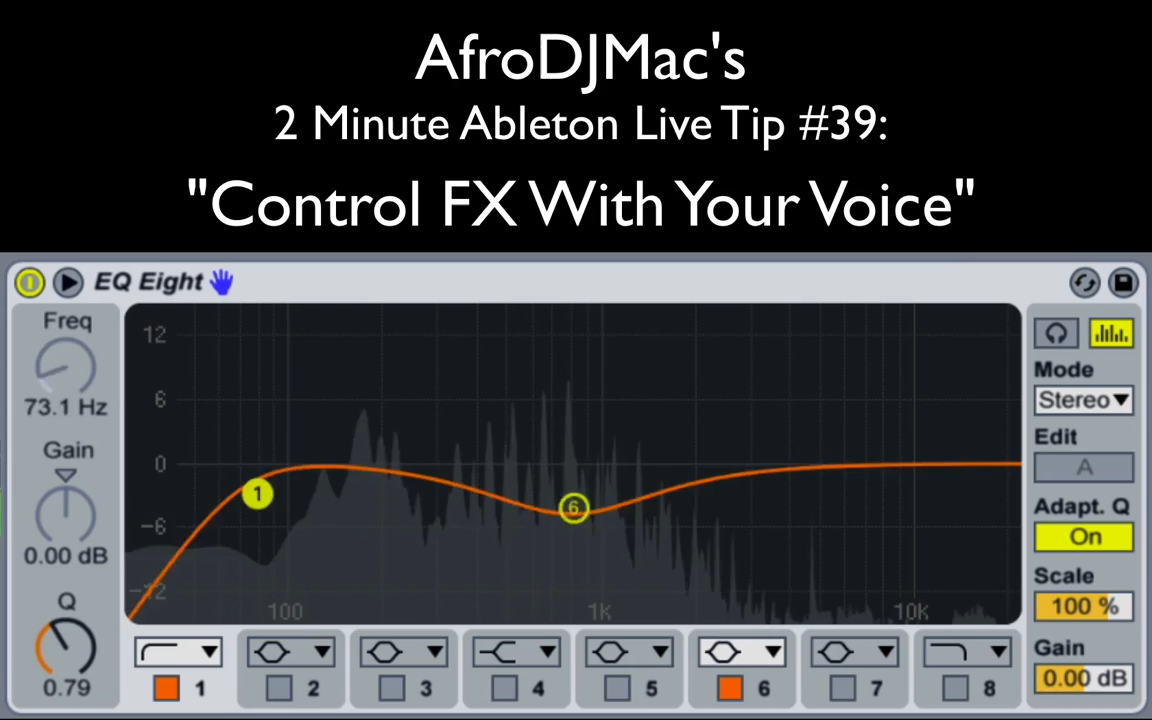 AfroDJMac's
2 Minute Ableton Live Tip #39:
"Control FX With Your Voice"
EQ Eight
Freq
73.1 Hz
Gain
0.00 dB
Q
0.79
12
6
0
-6
-12
100
1k
10k
1
6
Mode
Stereo
Edit
A
Adapt. Q
On
Scale
100 %
Gain
0.00 dB
1 2 3 4 5 6 7 8